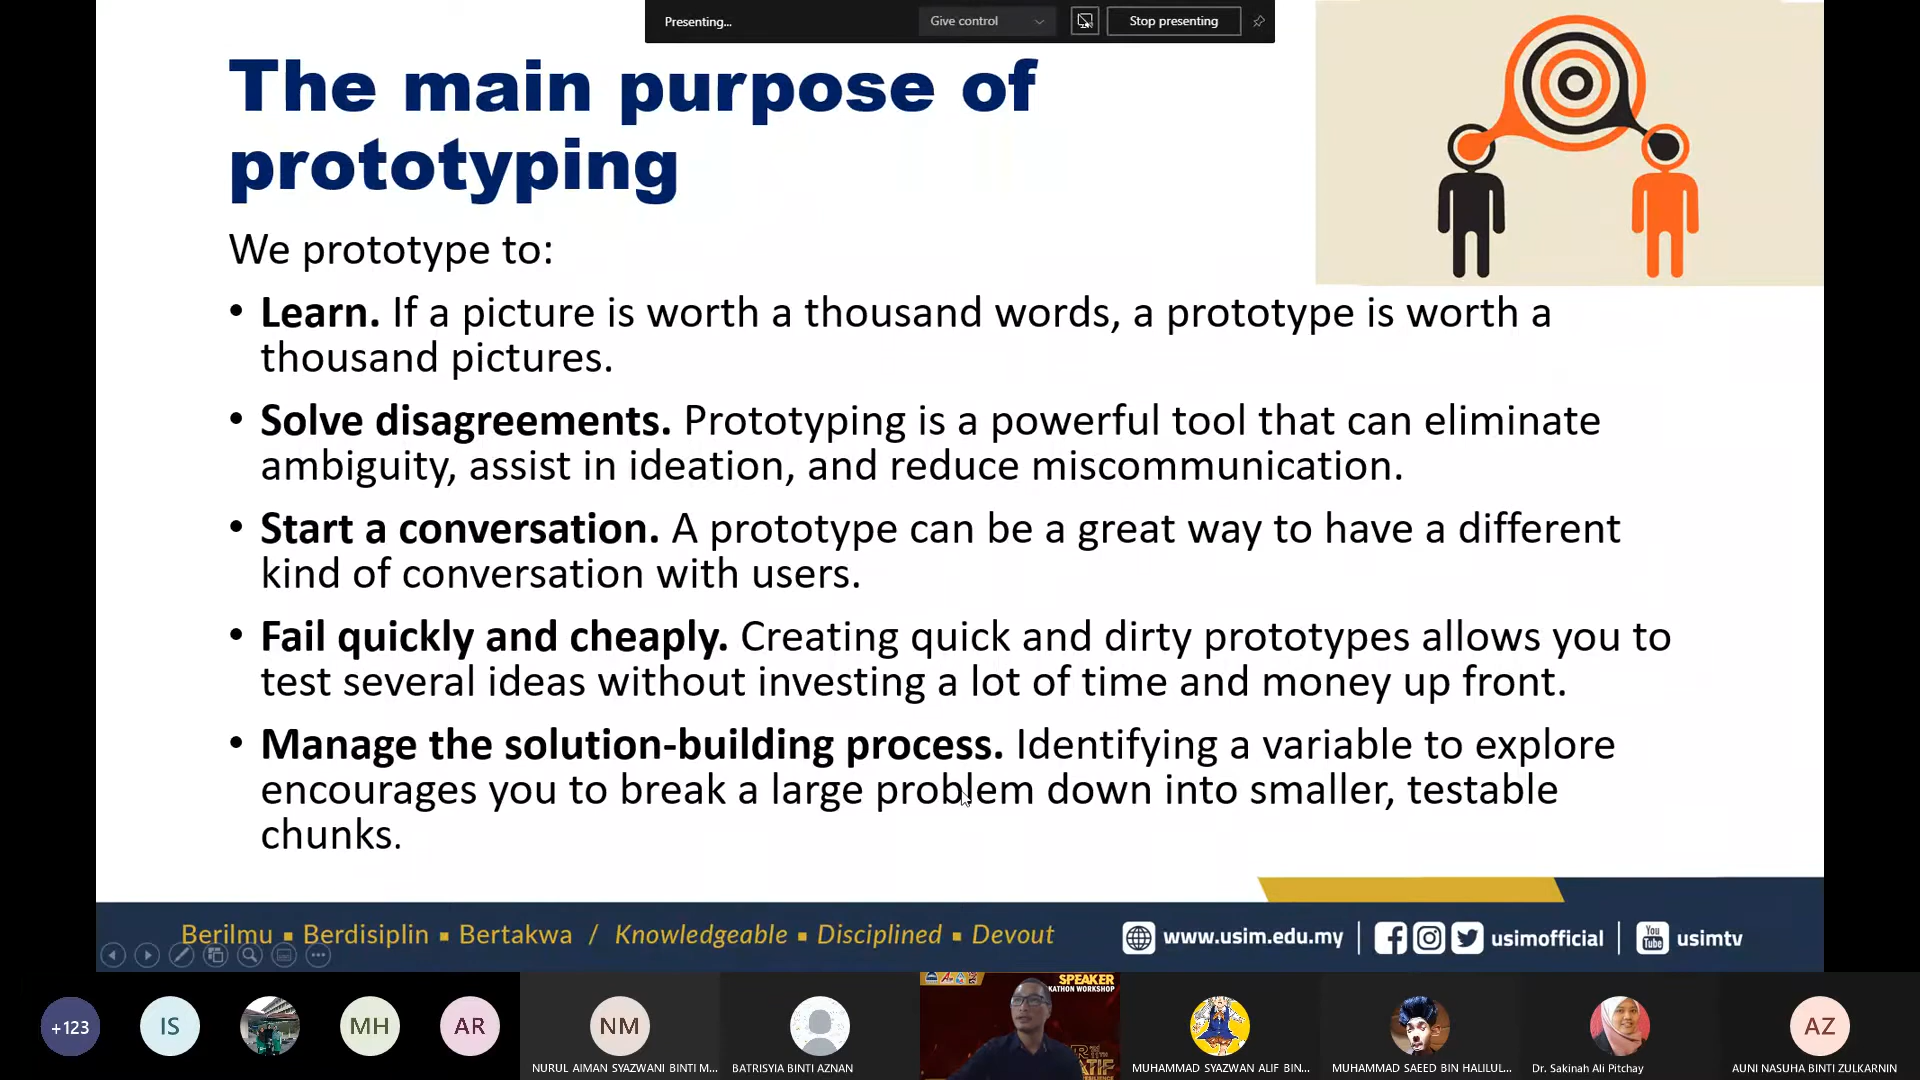 Presenting...
Give control
Stop presenting
The main purpose of
prototyping
We prototype to:
• Learn. If a picture is worth a thousand words, a prototype is worth a
thousand pictures.
• Solve disagreements. Prototyping is a powerful tool that can eliminate
ambiguity, assist in ideation, and reduce miscommunication.
• Start a conversation. A prototype can be a great way to have a different
kind of conversation with users.
• Fail quickly and cheaply. Creating quick and dirty prototypes allows you to
test several ideas without investing a lot of time and money up front.
• Manage the solution-building process. Identifying a variable to explore
encourages you to break a large problem down into smaller, testable
chunks.
Berilmu ▪ Berdisiplin ▪ Bertakwa / Knowledgeable ▪ Disciplined ▪ Devout
www.usim.edu.my | usimofficial | You Tube usimtv
+123
IS
MH
AR
NM
NURUL AIMAN SYAZWANI BINTI M...
BATRISYIA BINTI AZNAN
SPEAKER
KATHON WORKSHOP
MUHAMMAD SYAZWAN ALIF BIN...
MUHAMMAD SAEED BIN HALILUL...
Dr. Sakinah Ali Pitchay
AZ
AUNI NASUHA BINTI ZULKARNIN